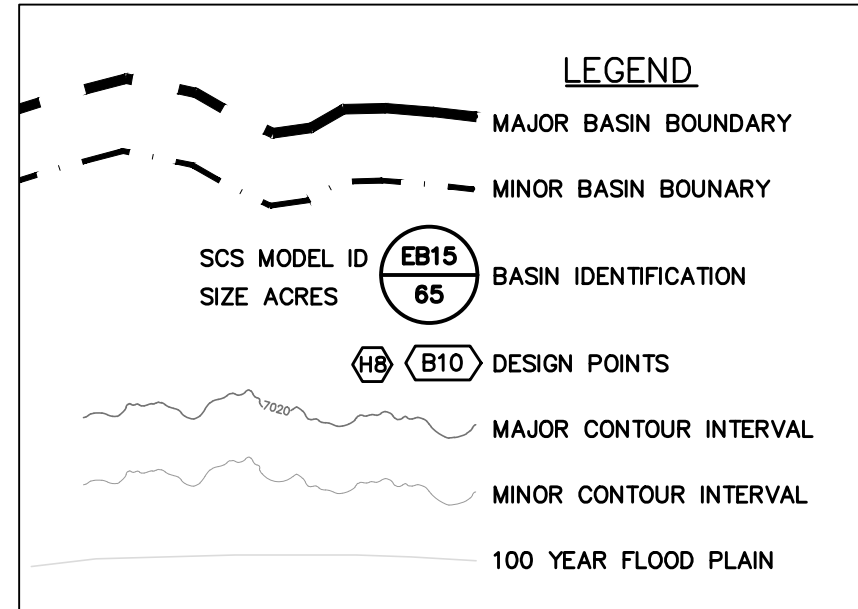 LEGEND
MAJOR BASIN BOUNDARY
MINOR BASIN BOUNARY
SCS MODEL ID
SIZE ACRES
EB15
65
BASIN IDENTIFICATION
H8
B10
DESIGN POINTS
7020
MAJOR CONTOUR INTERVAL
MINOR CONTOUR INTERVAL
100 YEAR FLOOD PLAIN